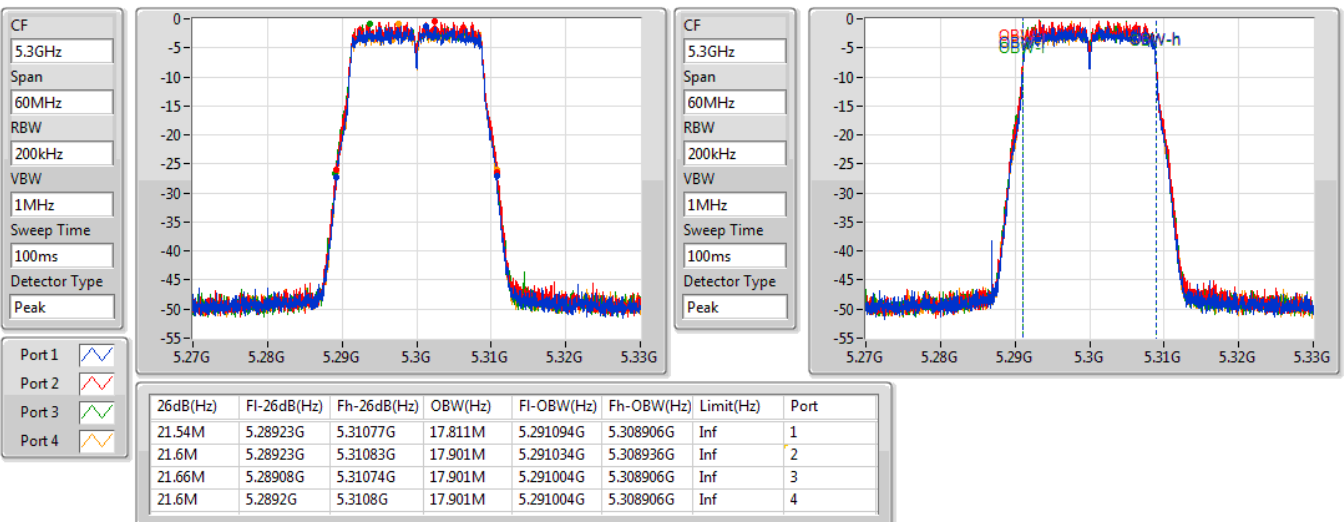 CF
5.3GHz
Span
60MHz
RBW
200kHz
VBW
1MHz
Sweep Time
100ms
Detector Type
Peak
0
-5
-10
-15
-20
-25
-30
-35
-40
-45
-50
-55
5.27G 5.28G 5.29G 5.3G 5.31G 5.32G 5.33G
CF
5.3GHz
Span
60MHz
RBW
200kHz
VBW
1MHz
Sweep Time
100ms
Detector Type
Peak
0
-5
-10
-15
-20
-25
-30
-35
-40
-45
-50
-55
OBW-h
5.27G 5.28G 5.29G 5.3G 5.31G 5.32G 5.33G
Port 1
Port 2
Port 3
Port 4
26dB(Hz) Fl-26dB(Hz) Fh-26dB(Hz) OBW(Hz) Fl-OBW(Hz) Fh-OBW(Hz) Limit(Hz) Port
21.54M 5.28923G 5.31077G 17.811M 5.291094G 5.308906G Inf 1
21.6M 5.28923G 5.31083G 17.901M 5.291034G 5.308936G Inf 2
21.66M 5.28908G 5.31074G 17.901M 5.291004G 5.308906G Inf 3
21.6M 5.2892G 5.3108G 17.901M 5.291004G 5.308906G Inf 4